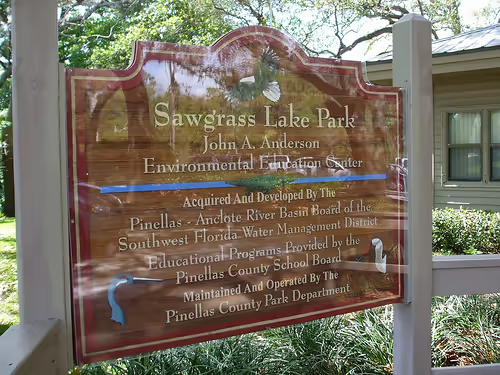 Sawgrass Lake Park
John A. Anderson
Environmental Education Center
Acquired And Developed By The
Pinellas - Anclote River Basin Board of the
Southwest Florida Water Management District
Educational Programs Provided by the
Pinellas County School Board
Maintained And Operated By The
Pinellas County Park Department